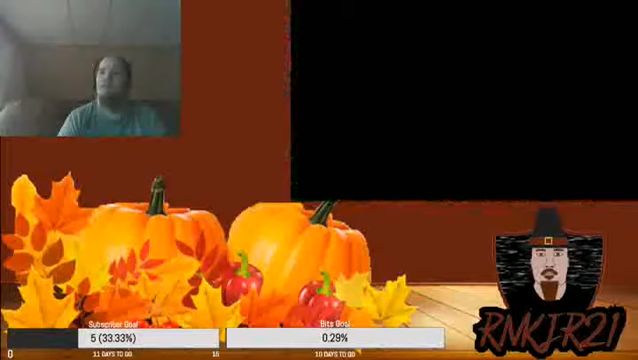 Subscriber Goal
5 (33.33%)
0
11 DAYS TO GO
15
Bits Goal
0.29%
10 DAYS TO GO
RNKJR21